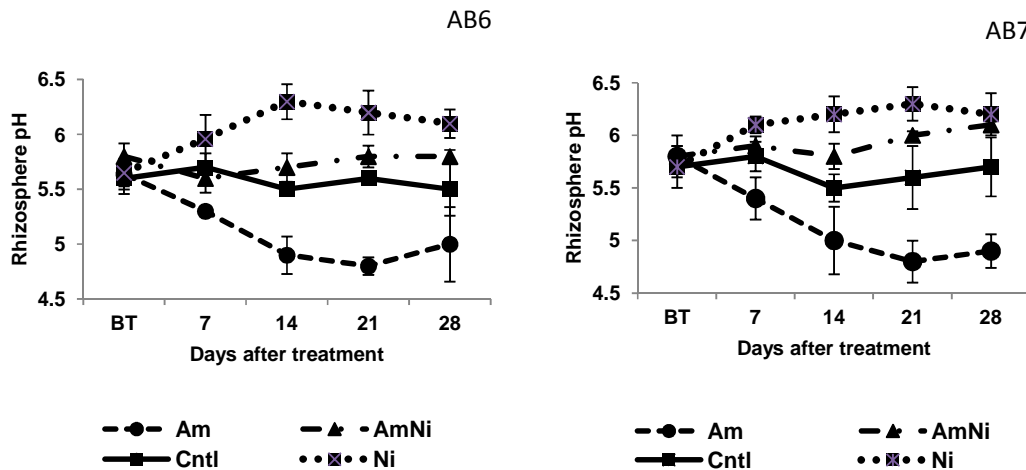 AB6
6.5
6
5.5
5
4.5
Rhizosphere pH
BT 7 14 21 28
Days after treatment
Am AmNi
Cntl Ni
AB7
6.5
6
5.5
5
4.5
Rhizosphere pH
BT 7 14 21 28
Days after treatment
Am AmNi
Cntl Ni